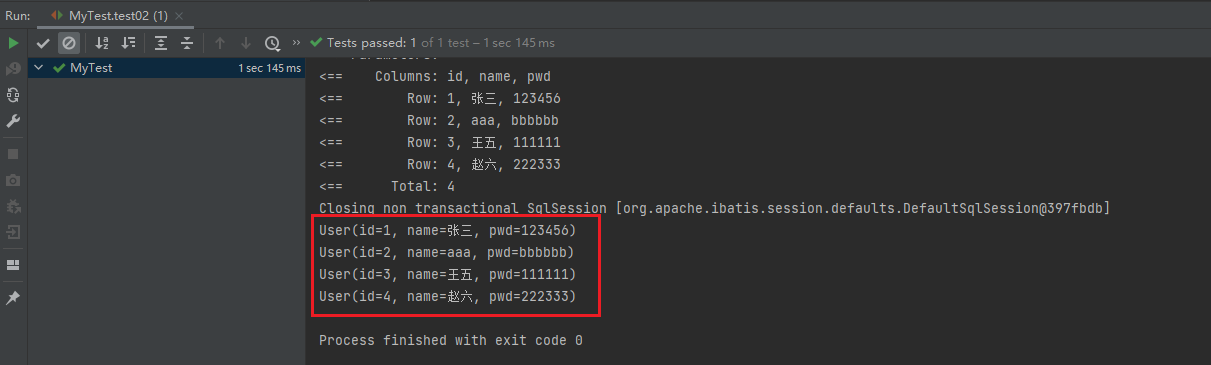 Run: MyTest.test02 (1)
Tests passed: 1 of 1 test – 1 sec 145 ms
MyTest 1 sec 145 ms
<== Columns: id, name, pwd
<== Row: 1, 张三, 123456
<== Row: 2, aaa, bbbbbb
<== Row: 3, 王五, 111111
<== Row: 4, 赵六, 222333
<== Total: 4
Closing non transactional SqlSession [org.apache.ibatis.session.defaults.DefaultSqlSession@397fbdb]
User(id=1, name=张三, pwd=123456)
User(id=2, name=aaa, pwd=bbbbbb)
User(id=3, name=王五, pwd=111111)
User(id=4, name=赵六, pwd=222333)
Process finished with exit code 0